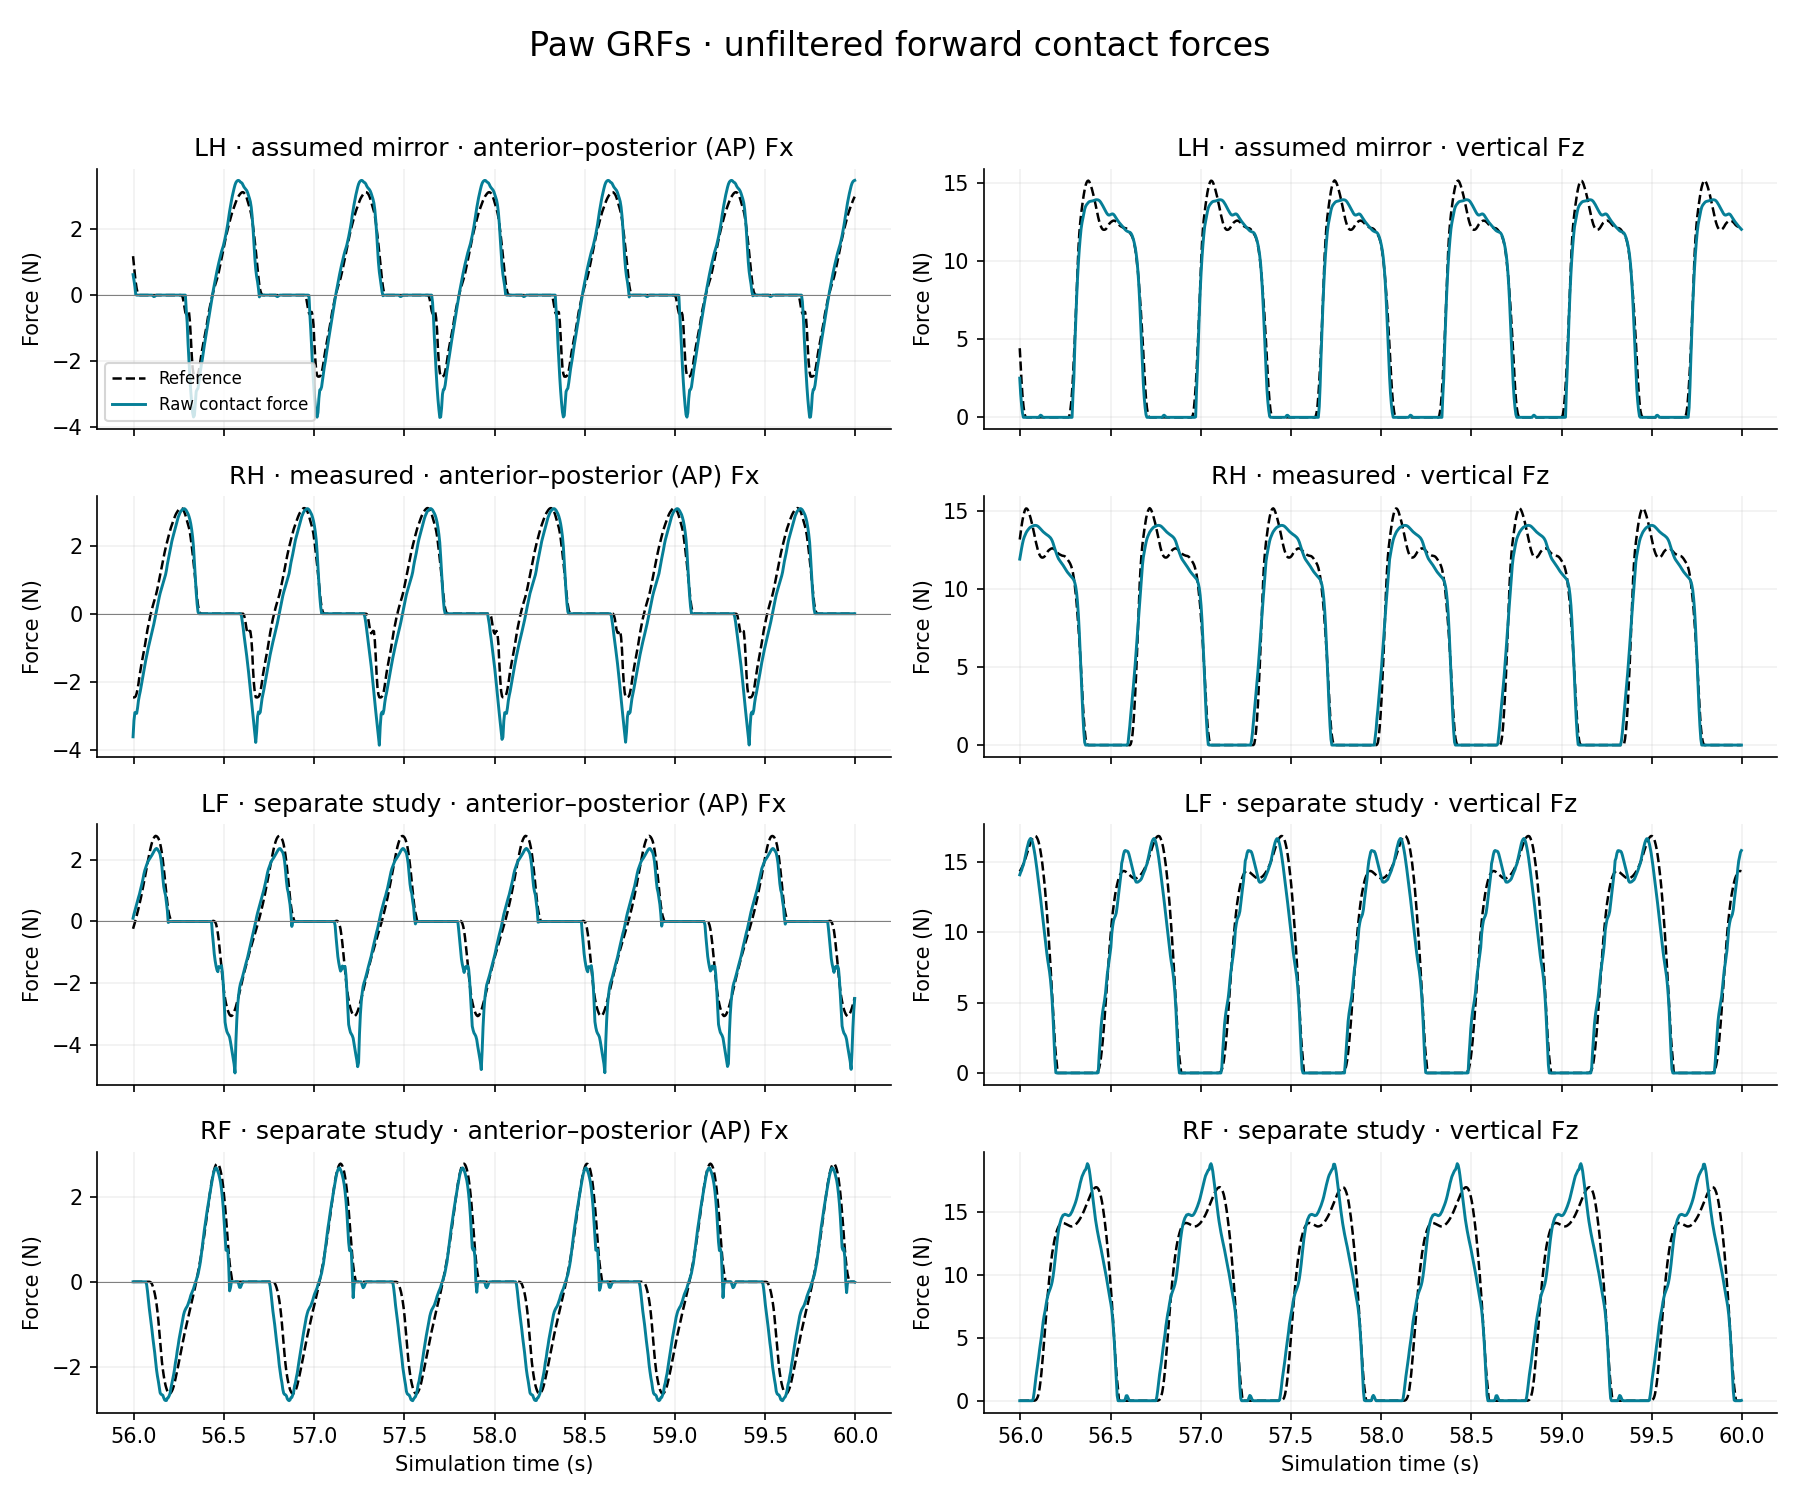 Paw GRFs · unfiltered forward contact forces
LH · assumed mirror · anterior–posterior (AP) Fx
Force (N)
2
0
−2
−4
Reference
Raw contact force
LH · assumed mirror · vertical Fz
Force (N)
15
10
5
0
RH · measured · anterior–posterior (AP) Fx
Force (N)
2
0
−2
−4
RH · measured · vertical Fz
Force (N)
15
10
5
0
LF · separate study · anterior–posterior (AP) Fx
Force (N)
2
0
−2
−4
LF · separate study · vertical Fz
Force (N)
15
10
5
0
RF · separate study · anterior–posterior (AP) Fx
Force (N)
2
0
−2
56.0 56.5 57.0 57.5 58.0 58.5 59.0 59.5 60.0
Simulation time (s)
RF · separate study · vertical Fz
Force (N)
15
10
5
0
56.0 56.5 57.0 57.5 58.0 58.5 59.0 59.5 60.0
Simulation time (s)